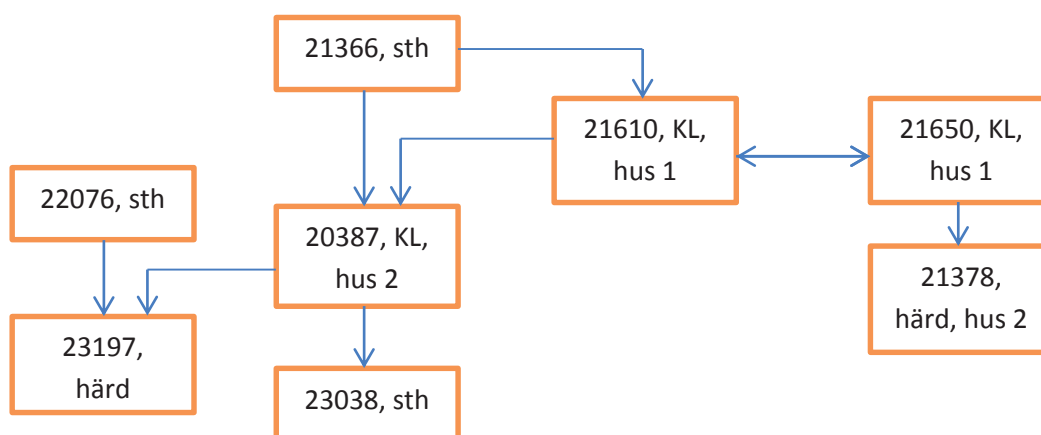 21366, sth
21610, KL,
hus 1
21650, KL,
hus 1
22076, sth
20387, KL,
hus 2
21378,
härd, hus 2
23197,
härd
23038, sth